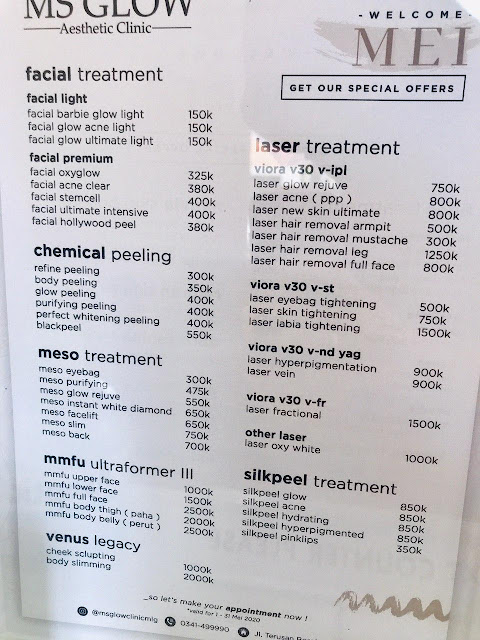 MS GLOW
Aesthetic Clinic
- WELCOME
MEI
GET OUR SPECIAL OFFERS
facial treatment
facial light
facial barbie glow light 150k
facial glow acne light 150k
facial glow ultimate light 150k
facial premium
facial oxyglow 325k
facial acne clear 380k
facial stemcell 400k
facial ultimate intensive 400k
facial hollywood peel 380k
chemical peeling
refine peeling 300k
body peeling 350k
glow peeling 400k
purifying peeling 400k
perfect whitening peeling 400k
blackpeel 550k
meso treatment
meso eyebag 300k
meso purifying 475k
meso glow rejuve 550k
meso instant white diamond 650k
meso facelift 650k
meso slim 750k
meso back 700k
mmfu ultraformer III
mmfu upper face 1000k
mmfu lower face 1500k
mmfu full face 2500k
mmfu body thigh ( paha ) 2000k
mmfu body belly ( perut ) 2500k
venus legacy
cheek sclupting 1000k
body slimming 2000k
laser treatment
viora v30 v-ipl
laser glow rejuve 750k
laser acne ( ppp ) 800k
laser new skin ultimate 800k
laser hair removal armpit 500k
laser hair removal mustache 300k
laser hair removal leg 1250k
laser hair removal full face 800k
viora v30 v-st
laser eyebag tightening 500k
laser skin tightening 750k
laser labia tightening 1500k
viora v30 v-nd yag
laser hyperpigmentation 900k
laser vein 900k
viora v30 v-fr
laser fractional 1500k
other laser
laser oxy white 1000k
silkpeel treatment
silkpeel glow 850k
silkpeel acne 850k
silkpeel hydrating 850k
silkpeel hyperpigmented 850k
silkpeel pinklips 350k
_so let's make your appointment now !
*valid for 1 - 31 Mei 2020
@msglowclinicmlg 0341-499990 Jl. Terusan